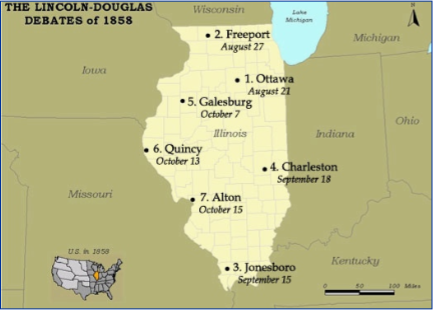 THE LINCOLN-DOUGLAS
DEBATES of 1858
Wisconsin
Lake
Michigan
N
Michigan
2. Freeport
August 27
Iowa
1. Ottawa
August 21
5. Galesburg
October 7
Ohio
Illinois
Indiana
6. Quincy
October 13
4. Charleston
September 18
Missouri
7. Alton
October 15
U.S. in 1858
Kentucky
3. Jonesboro
September 15
0 50 100 Miles